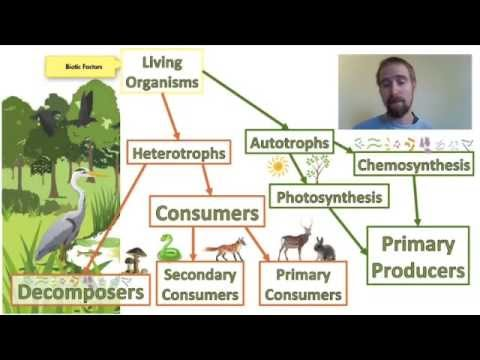 Biotic Factors
Living
Organisms
Heterotrophs
Autotrophs
Chemosynthesis
Photosynthesis
Consumers
Primary
Producers
Decomposers
Secondary
Consumers
Primary
Consumers